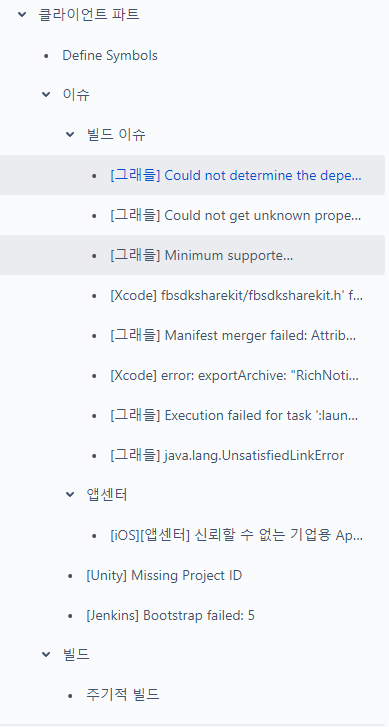 클라이언트 파트
Define Symbols
이슈
빌드 이슈
[그래들] Could not determine the depe...
[그래들] Could not get unknown prope...
[그래들] Minimum supporte...
[Xcode] fbsdksharekit/fbsdksharekit.h' f...
[그래들] Manifest merger failed: Attrib...
[Xcode] error: exportArchive: "RichNoti...
[그래들] Execution failed for task ':laun...
[그래들] java.lang.UnsatisfiedLinkError
앱센터
[iOS][앱센터] 신뢰할 수 없는 기업용 Ap...
[Unity] Missing Project ID
[Jenkins] Bootstrap failed: 5
빌드
주기적 빌드